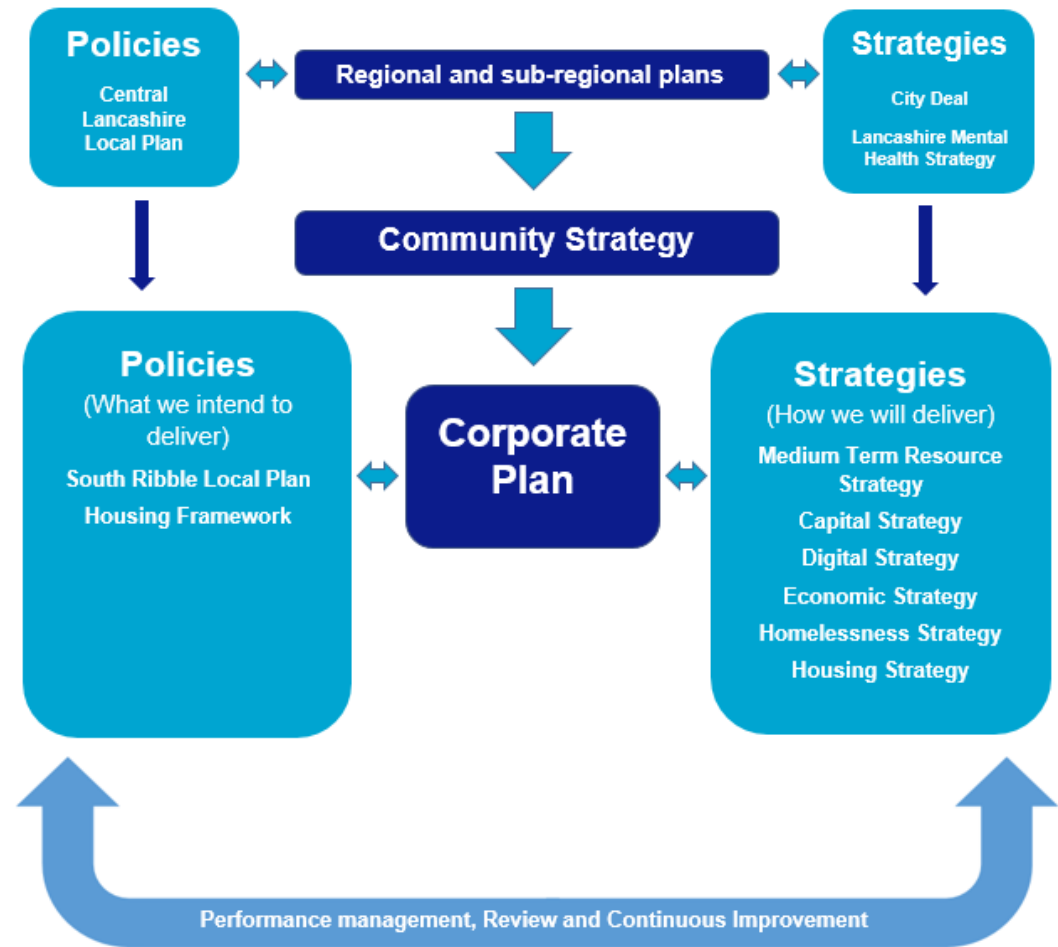 Policies
Central
Lancashire
Local Plan
Regional and sub-regional plans
Strategies
City Deal
Lancashire Mental
Health Strategy
Community Strategy
Policies
(What we intend to
deliver)
South Ribble Local Plan
Housing Framework
Corporate
Plan
Strategies
(How we will deliver)
Medium Term Resource
Strategy
Capital Strategy
Digital Strategy
Economic Strategy
Homelessness Strategy
Housing Strategy
Performance management, Review and Continuous Improvement